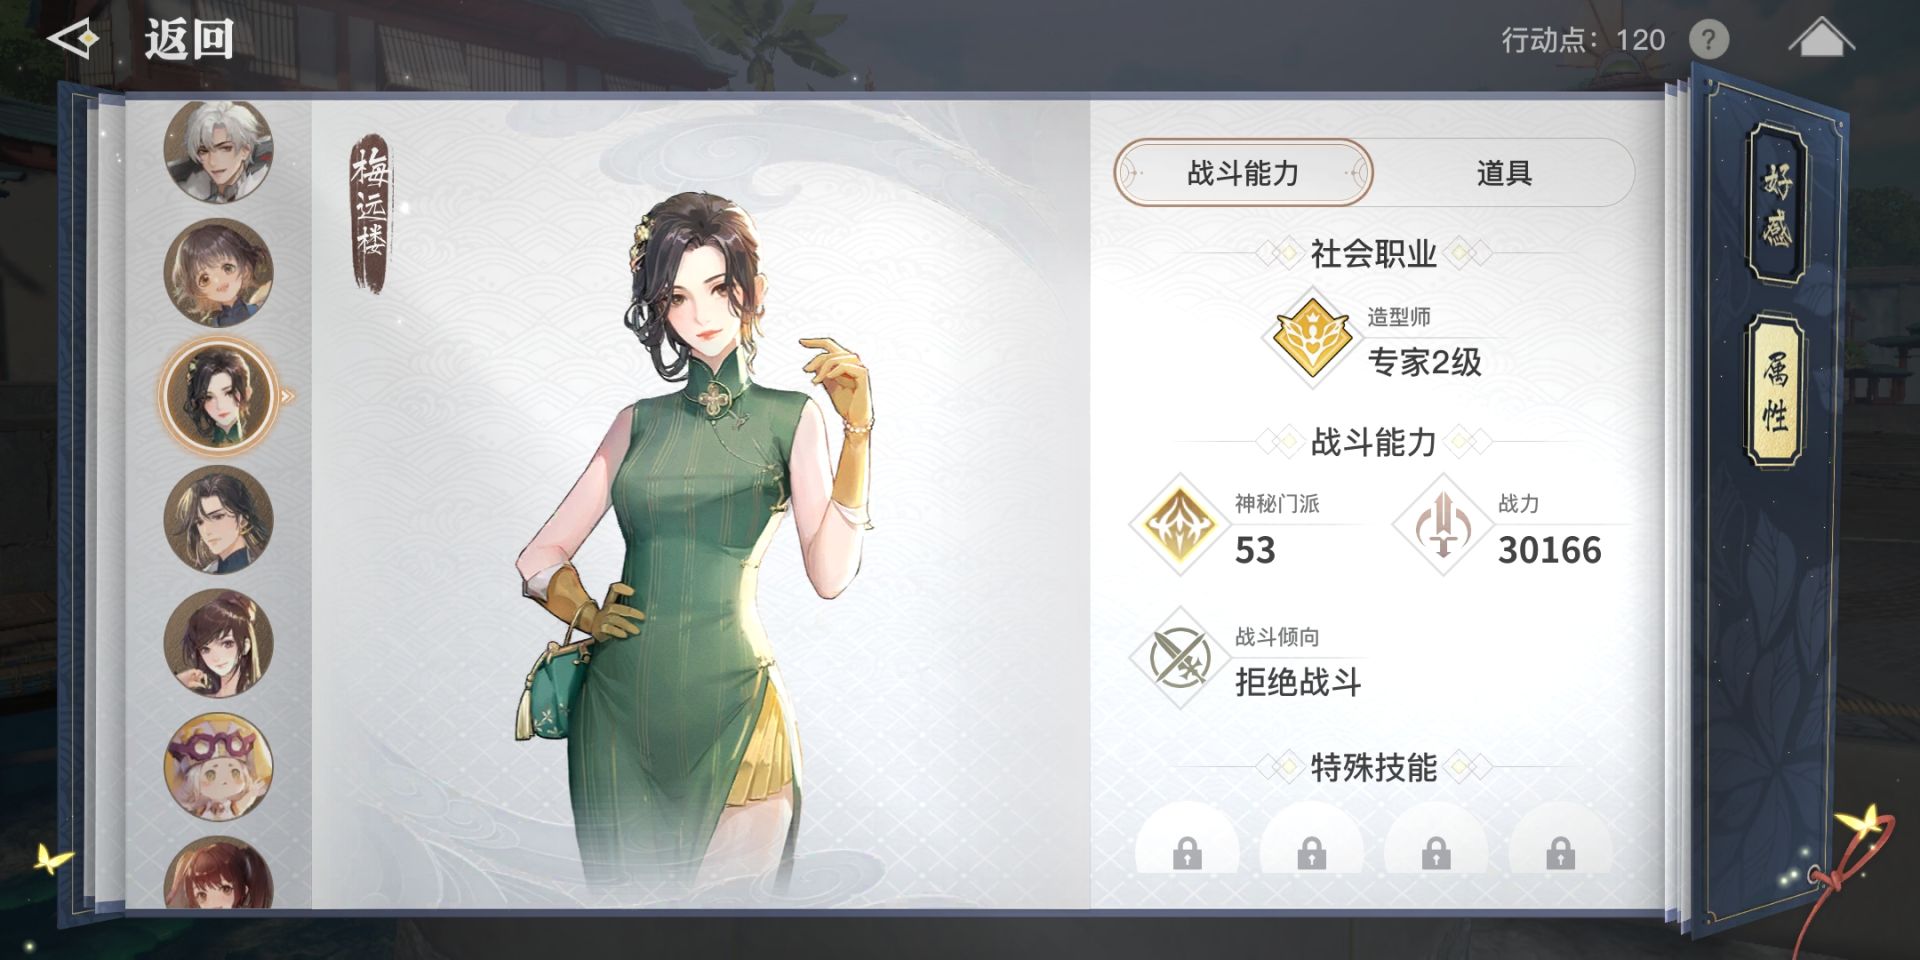 返回
行动点：120
?
梅远楼
战斗能力
道具
社会职业
造型师
专家2级
战斗能力
神秘门派
53
战力
30166
战斗倾向
拒绝战斗
特殊技能
好感
属性